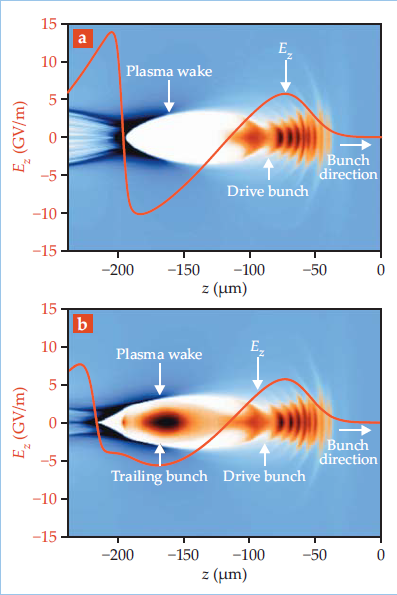 15
a
E_z
10
Plasma wake
5
0
E_z (GV/m)
−5
Bunch
direction
Drive bunch
−10
−15
−200 −150 −100 −50 0
z (μm)
15
b
10
E_z
Plasma wake
5
0
E_z (GV/m)
Bunch
direction
−5
Trailing bunch Drive bunch
−10
−15
−200 −150 −100 −50 0
z (μm)